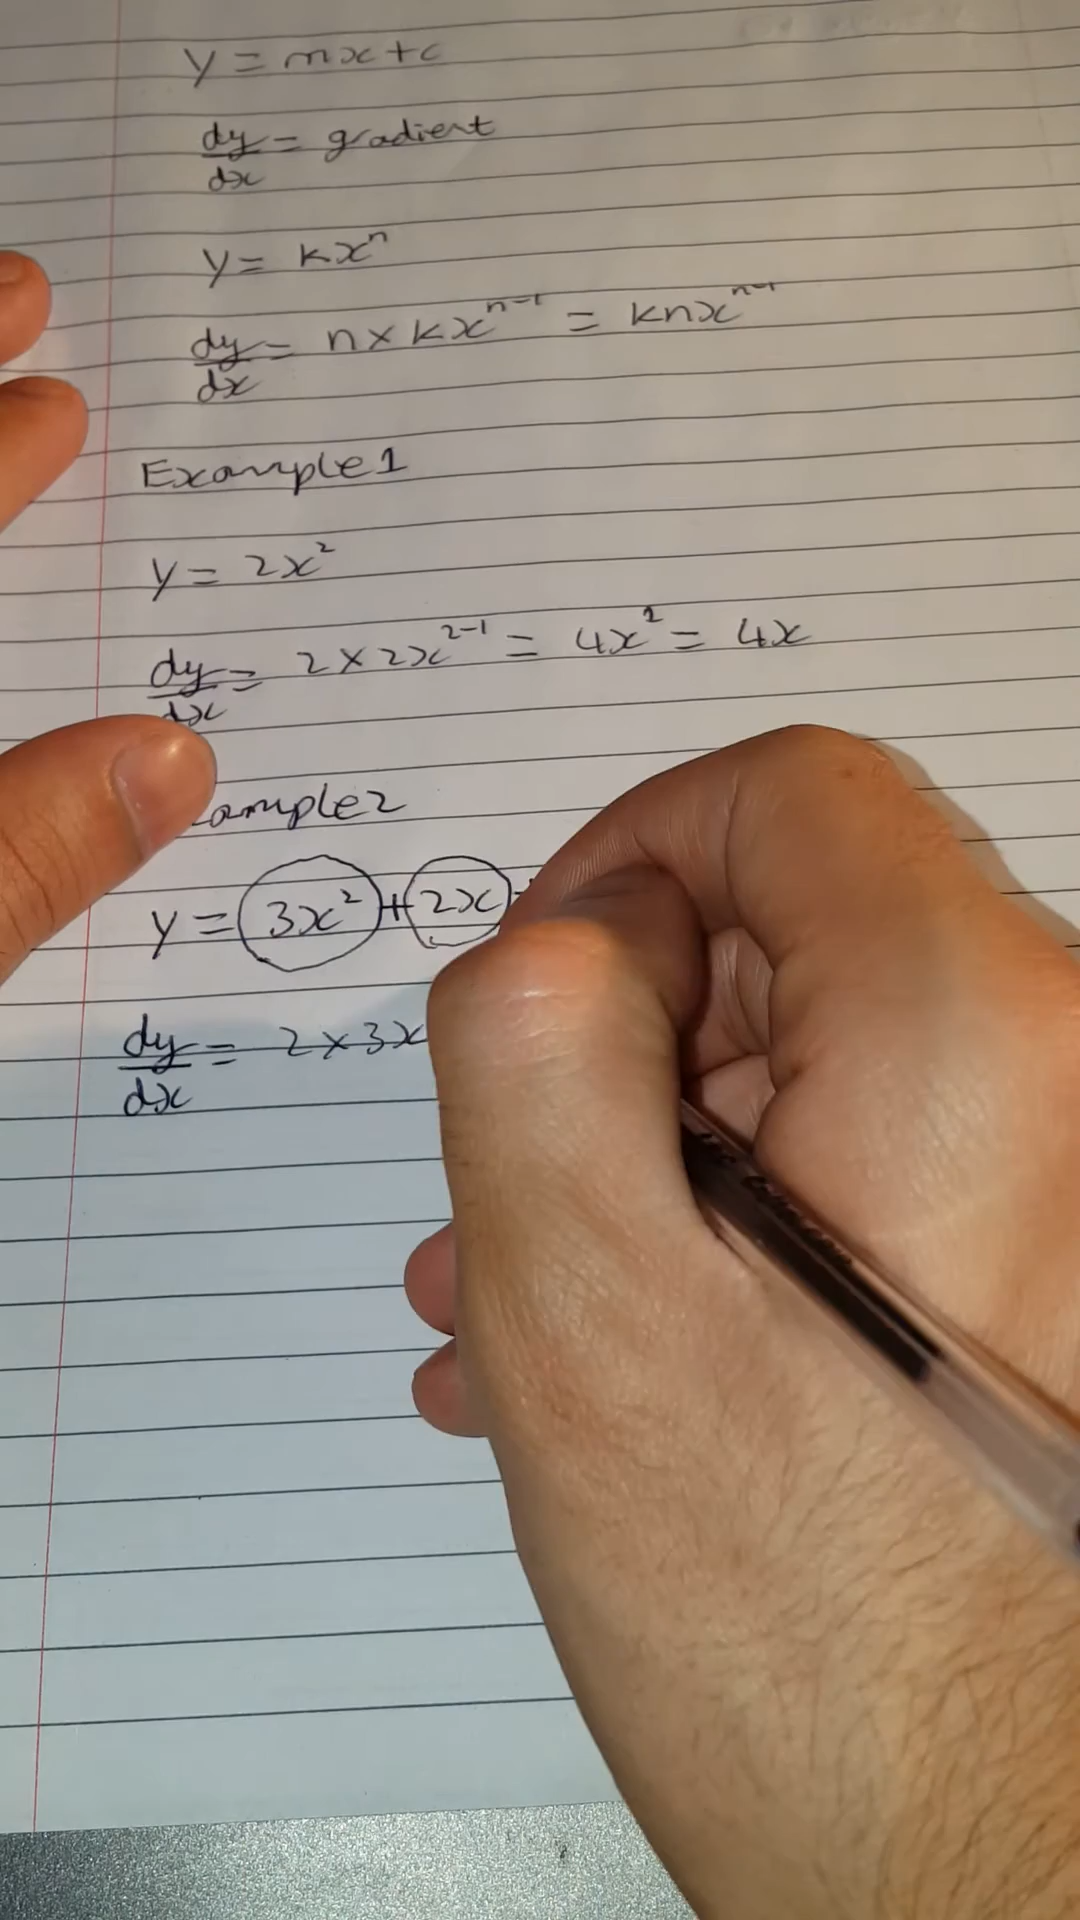 y = mx + c
dy/dx = gradient
y = kxⁿ
dy/dx = n × kxⁿ⁻¹ = knxⁿ⁻¹
Example 1
y = 2x²
dy/dx = 2 × 2x²⁻¹ = 4x¹ = 4x
ample 2
y = 3x² + 2x +
dy/dx = 2 × 3x